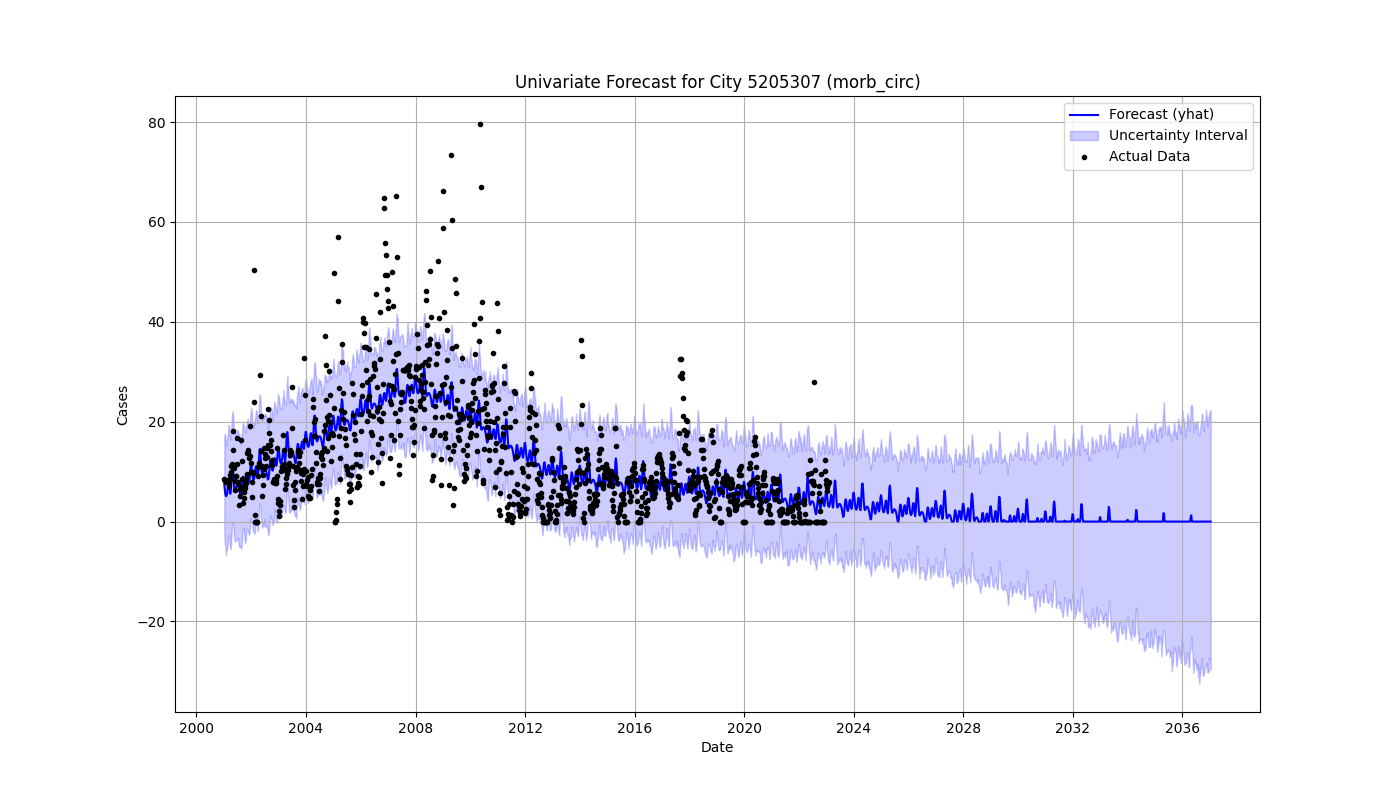 Univariate Forecast for City 5205307 (morb_circ)
Forecast (yhat)
Uncertainty Interval
Actual Data
80
60
40
20
0
−20
Cases
2000 2004 2008 2012 2016 2020 2024 2028 2032 2036
Date